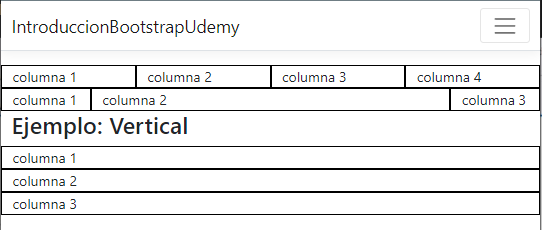 IntroduccionBootstrapUdemy
columna 1 columna 2 columna 3 columna 4
columna 1 columna 2 columna 3
Ejemplo: Vertical
columna 1
columna 2
columna 3